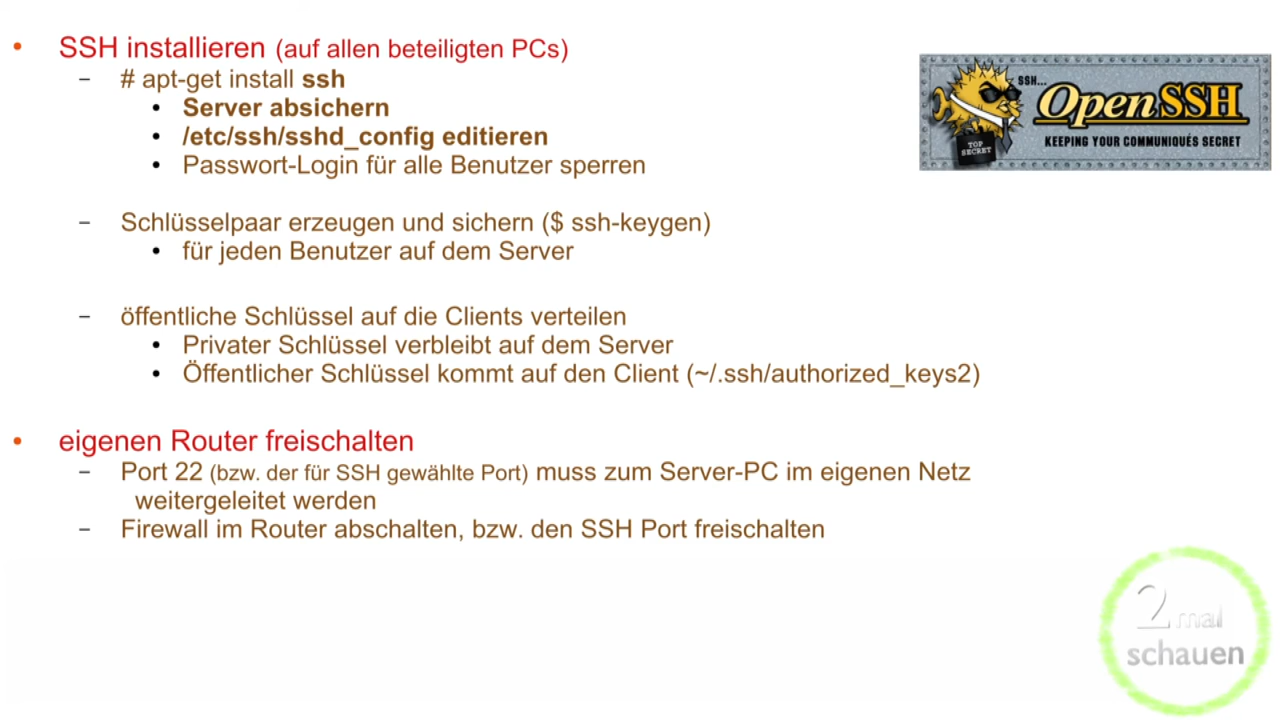 • SSH installieren (auf allen beteiligten PCs)
– # apt-get install ssh
• Server absichern
• /etc/ssh/sshd_config editieren
• Passwort-Login für alle Benutzer sperren
– Schlüsselpaar erzeugen und sichern ($ ssh-keygen)
• für jeden Benutzer auf dem Server
– öffentliche Schlüssel auf die Clients verteilen
• Privater Schlüssel verbleibt auf dem Server
• Öffentlicher Schlüssel kommt auf den Client (~/.ssh/authorized_keys2)
• eigenen Router freischalten
– Port 22 (bzw. der für SSH gewählte Port) muss zum Server-PC im eigenen Netz
weitergeleitet werden
– Firewall im Router abschalten, bzw. den SSH Port freischalten
SSH...
OpenSSH
KEEPING YOUR COMMUNIQUÉS SECRET
TOP
SECRET
2mal
schauen